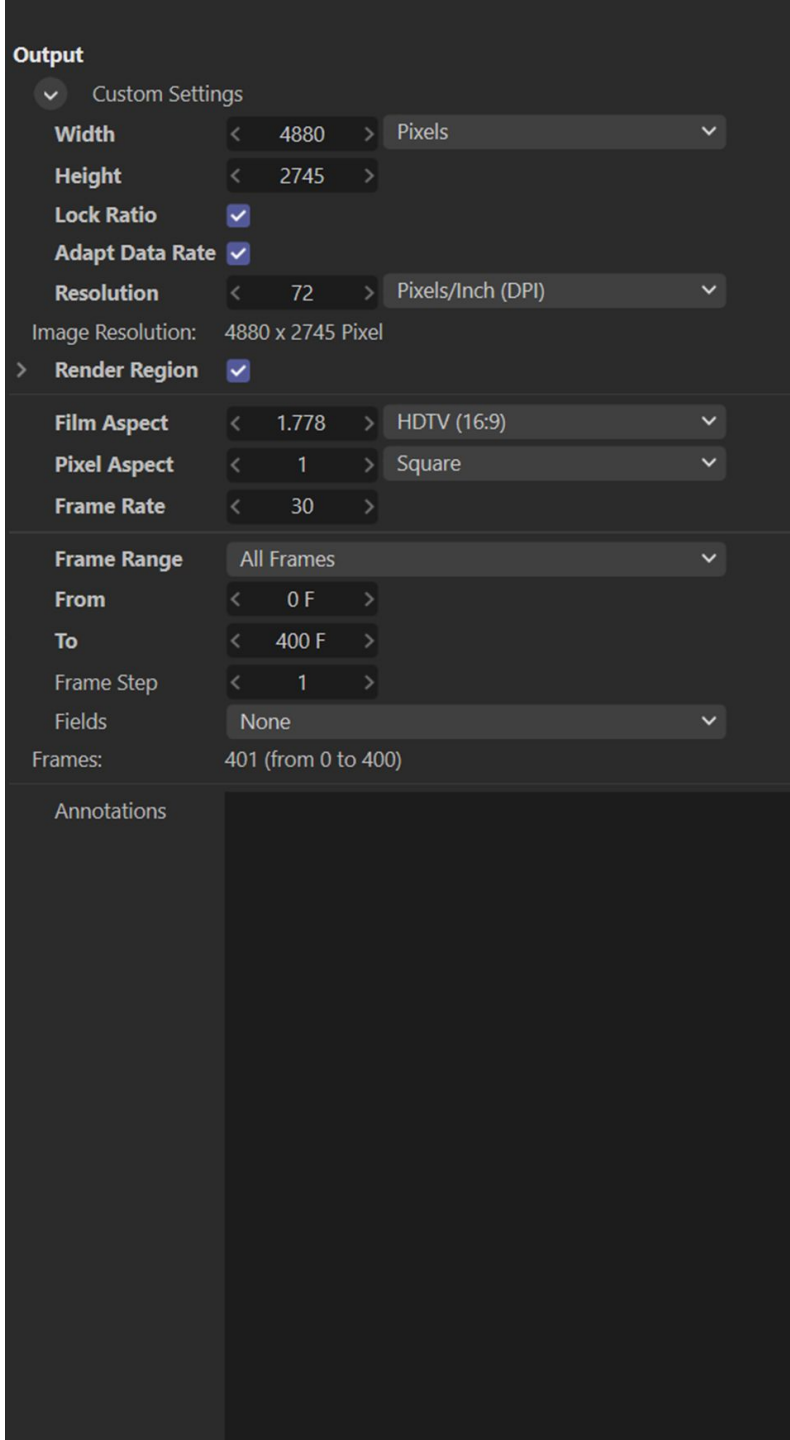 Output
Custom Settings
Width 4880 Pixels
Height 2745
Lock Ratio
Adapt Data Rate
Resolution 72 Pixels/Inch (DPI)
Image Resolution: 4880 x 2745 Pixel
Render Region
Film Aspect 1.778 HDTV (16:9)
Pixel Aspect 1 Square
Frame Rate 30
Frame Range All Frames
From 0 F
To 400 F
Frame Step 1
Fields None
Frames: 401 (from 0 to 400)
Annotations